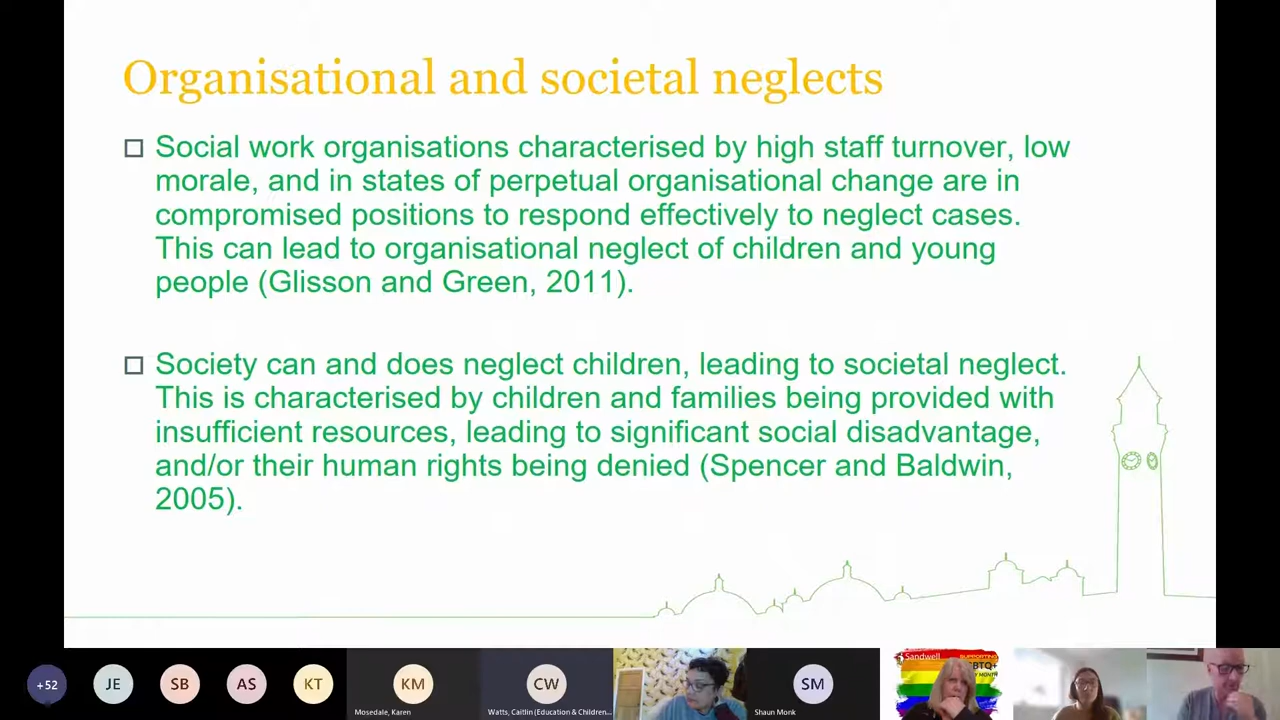 Organisational and societal neglects
Social work organisations characterised by high staff turnover, low
morale, and in states of perpetual organisational change are in
compromised positions to respond effectively to neglect cases.
This can lead to organisational neglect of children and young
people (Glisson and Green, 2011).
Society can and does neglect children, leading to societal neglect.
This is characterised by children and families being provided with
insufficient resources, leading to significant social disadvantage,
and/or their human rights being denied (Spencer and Baldwin,
2005).
+52
JE
SB
AS
KT
KM
Mosedale, Karen
CW
Watts, Caitlin (Education & Children...
SM
Shaun Monk
Sandwell